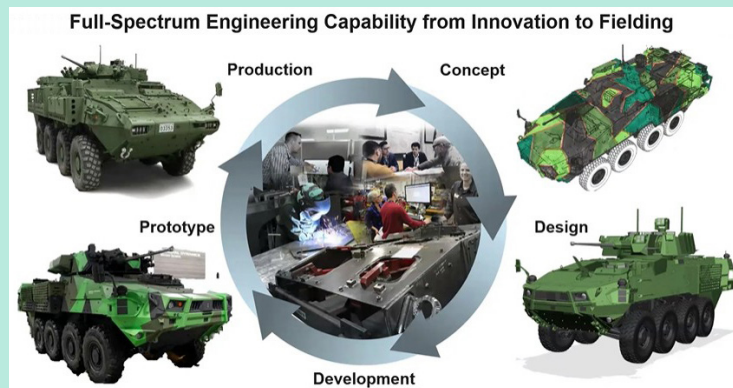 Full-Spectrum Engineering Capability from Innovation to Fielding
Production
Concept
Prototype
Design
Development